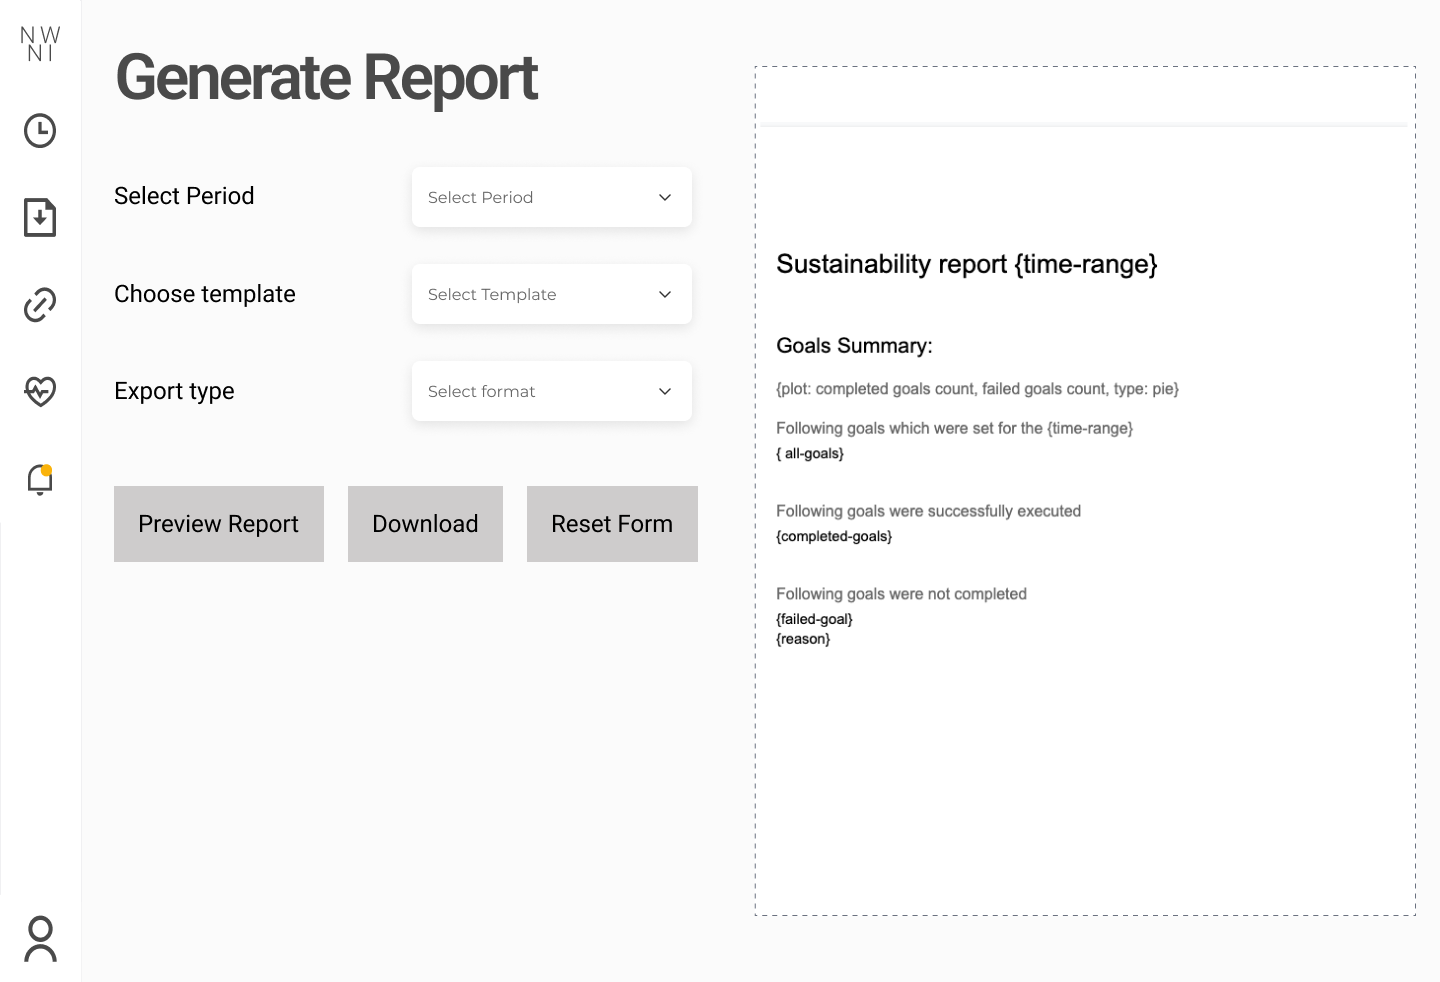 NW
NI
Generate Report
Select Period
Select Period
Choose template
Select Template
Export type
Select format
Preview Report
Download
Reset Form
Sustainability report {time-range}
Goals Summary:
{plot: completed goals count, failed goals count, type: pie}
Following goals which were set for the {time-range}
{ all-goals}
Following goals were successfully executed
{completed-goals}
Following goals were not completed
{failed-goal}
{reason}